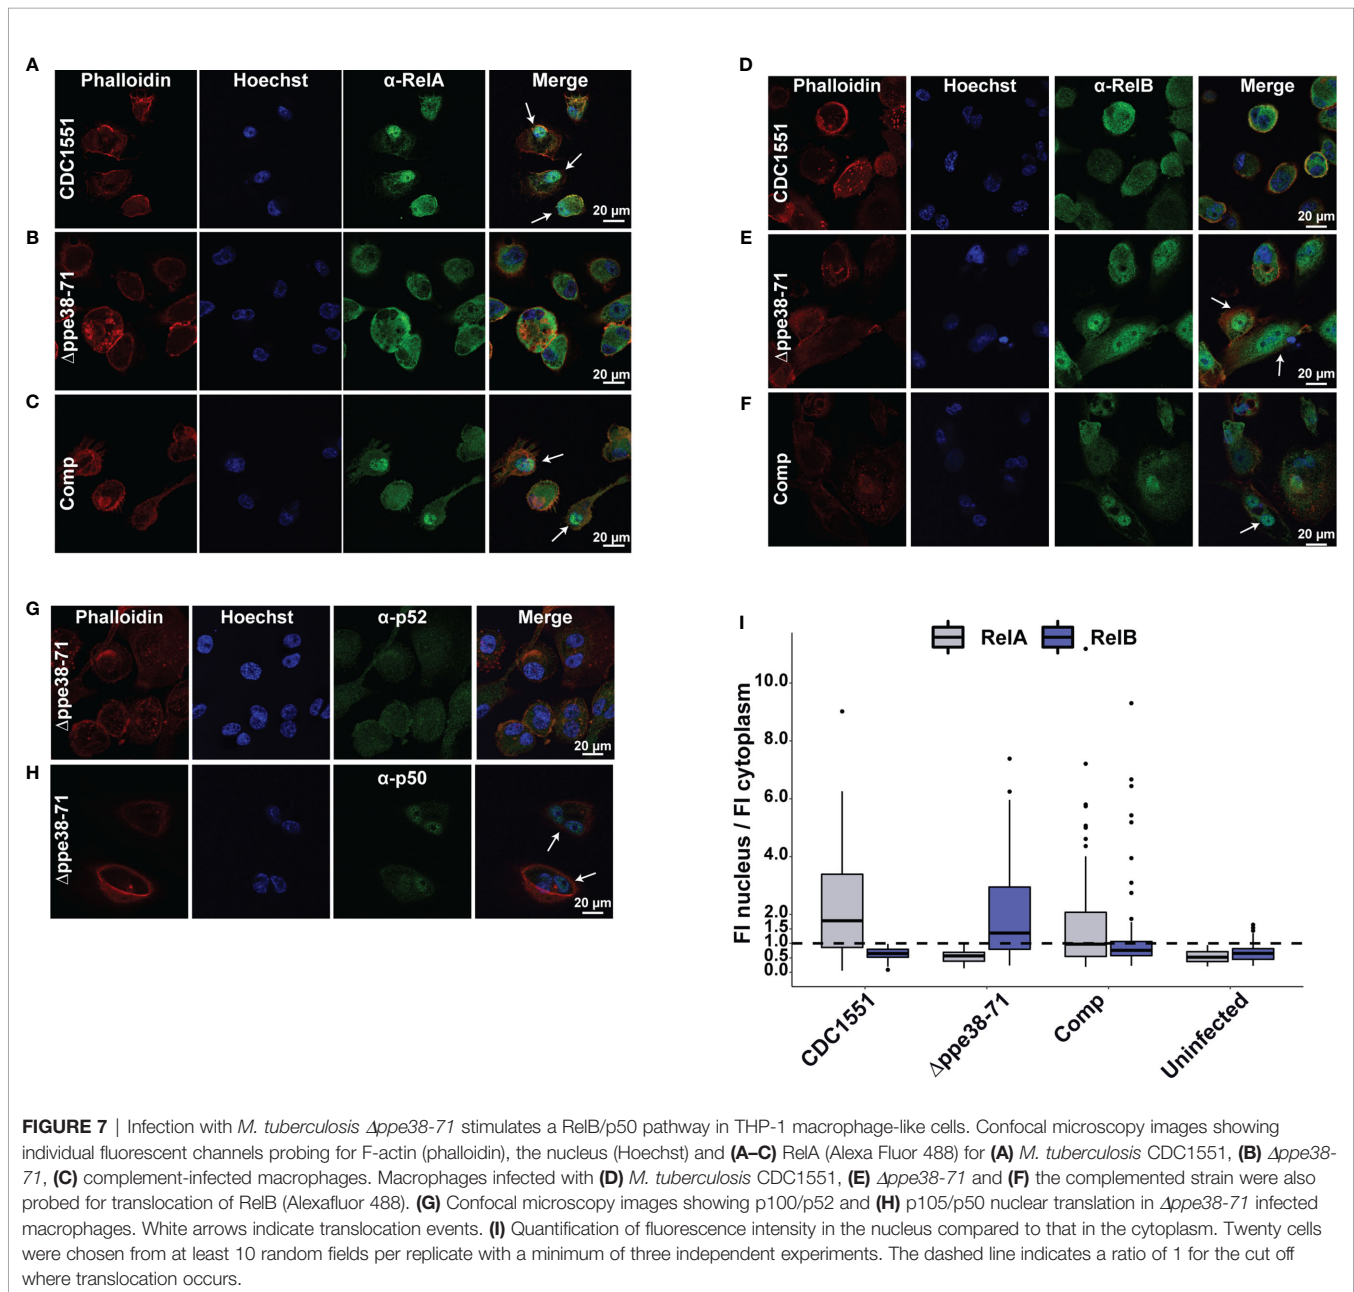 A
Phalloidin Hoechst α-RelA Merge
CDC1551
20 µm
B
Δppe38-71
20 µm
C
Comp
20 µm
D
Phalloidin Hoechst α-RelB Merge
CDC1551
20 µm
E
Δppe38-71
20 µm
F
Comp
20 µm
G
Phalloidin Hoechst α-p52 Merge
Δppe38-71
20 µm
H
α-p50
Δppe38-71
20 µm
I
RelA RelB
FI nucleus / FI cytoplasm
10.0
8.0
6.0
4.0
2.0
1.5
1.0
0.5
0.0
CDC1551 Δppe38-71 Comp Uninfected
FIGURE 7 | Infection with M. tuberculosis Δppe38-71 stimulates a RelB/p50 pathway in THP-1 macrophage-like cells. Confocal microscopy images showing
individual fluorescent channels probing for F-actin (phalloidin), the nucleus (Hoechst) and (A–C) RelA (Alexa Fluor 488) for (A) M. tuberculosis CDC1551, (B) Δppe38-
71, (C) complement-infected macrophages. Macrophages infected with (D) M. tuberculosis CDC1551, (E) Δppe38-71 and (F) the complemented strain were also
probed for translocation of RelB (Alexafluor 488). (G) Confocal microscopy images showing p100/p52 and (H) p105/p50 nuclear translation in Δppe38-71 infected
macrophages. White arrows indicate translocation events. (I) Quantification of fluorescence intensity in the nucleus compared to that in the cytoplasm. Twenty cells
were chosen from at least 10 random fields per replicate with a minimum of three independent experiments. The dashed line indicates a ratio of 1 for the cut off
where translocation occurs.